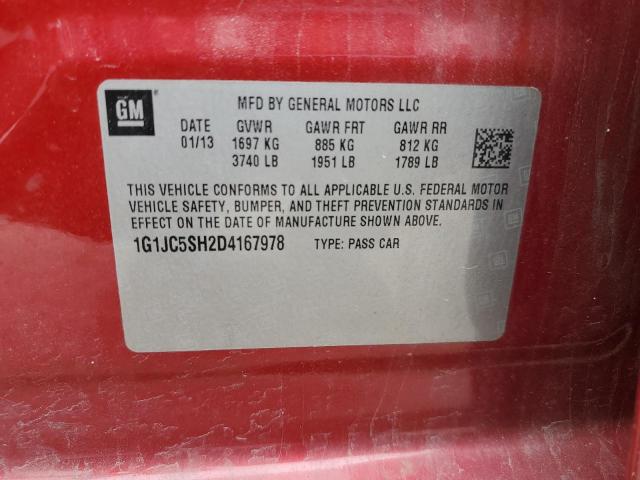 GM ®
MFD BY GENERAL MOTORS LLC
DATE GVWR GAWR FRT GAWR RR
01/13 1697 KG 885 KG 812 KG
3740 LB 1951 LB 1789 LB
THIS VEHICLE CONFORMS TO ALL APPLICABLE U.S. FEDERAL MOTOR
VEHICLE SAFETY, BUMPER, AND THEFT PREVENTION STANDARDS IN
EFFECT ON THE DATE OF MANUFACTURE SHOWN ABOVE.
1G1JC5SH2D4167978 TYPE: PASS CAR